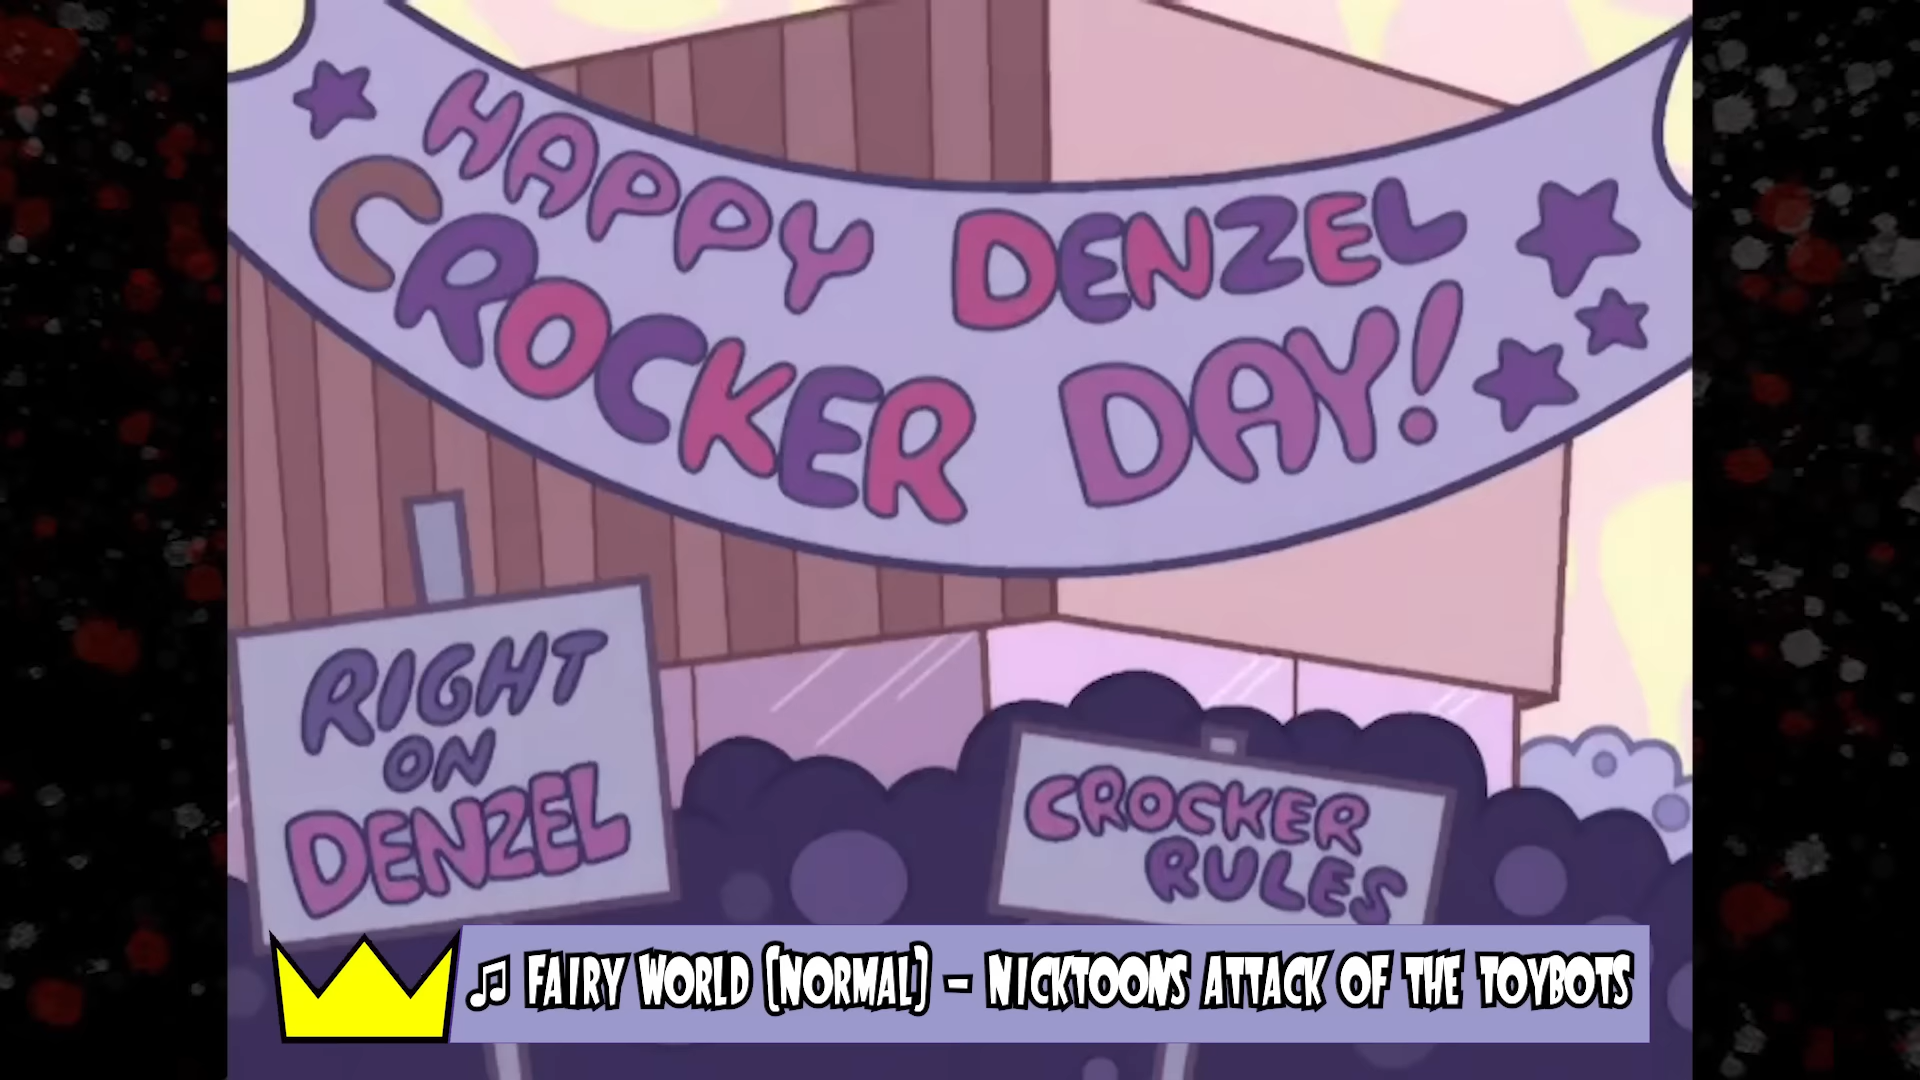 HAPPY DENZEL
CROCKER DAY!
RIGHT
ON
DENZEL
CROCKER
RULES
♫ FAIRY WORLD (NORMAL) - NICKTOONS ATTACK OF THE TOYBOTS